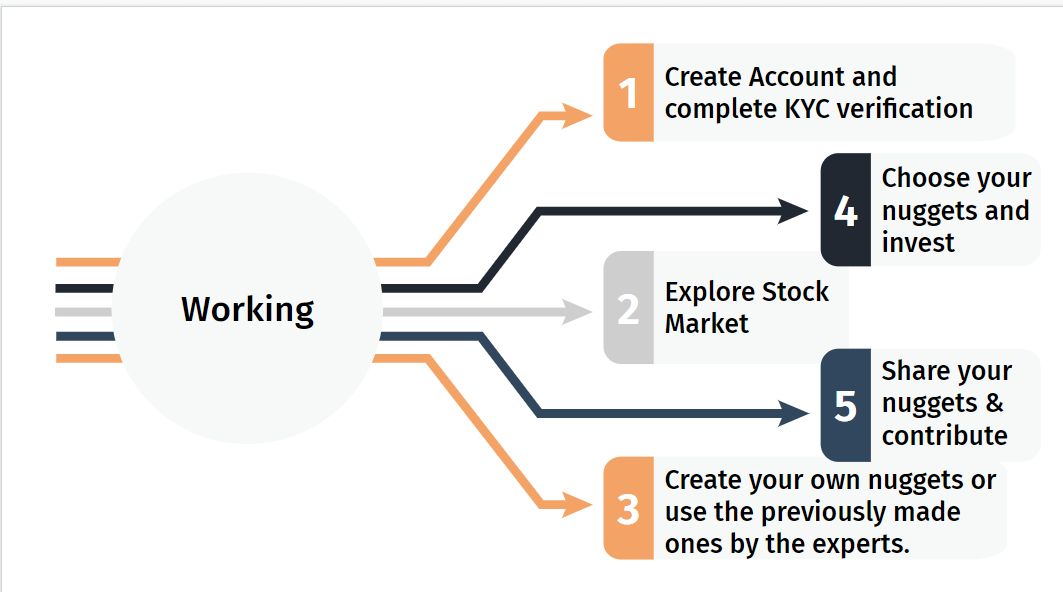 Working
1
Create Account and
complete KYC verification
4
Choose your
nuggets and
invest
2
Explore Stock
Market
5
Share your
nuggets &
contribute
3
Create your own nuggets or
use the previously made
ones by the experts.